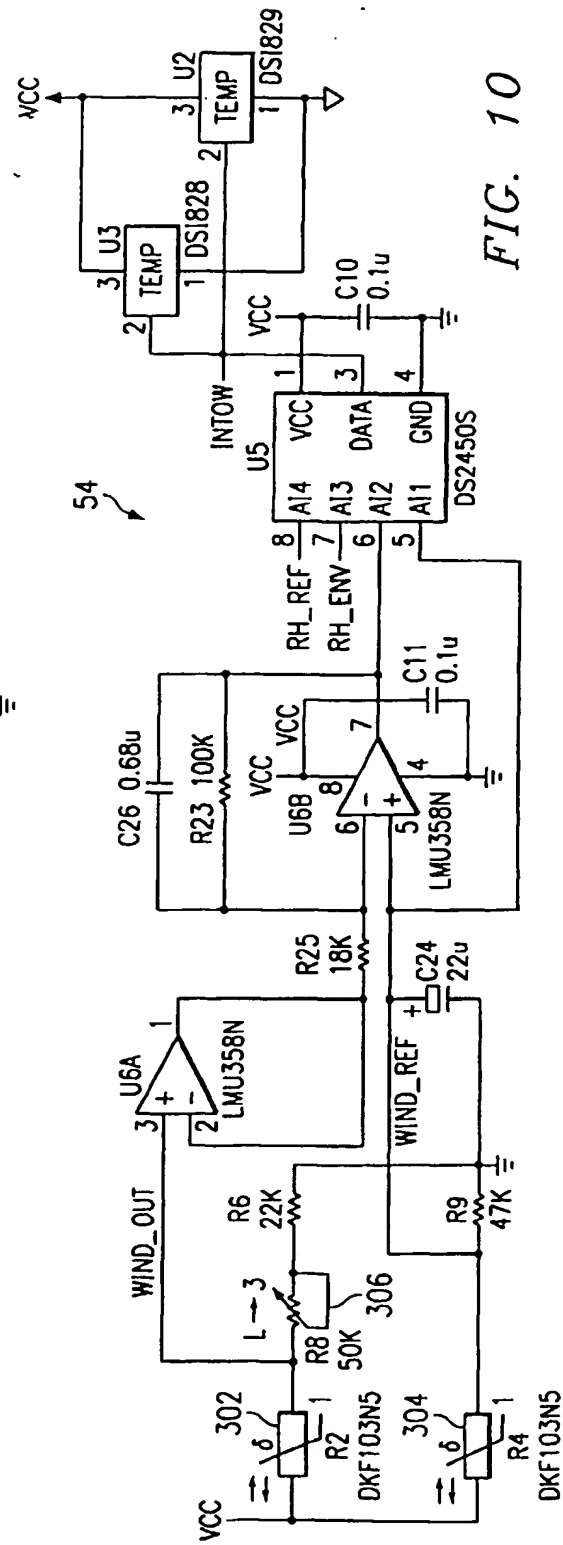 54
VCC
302
δ
R2
1
DKF103N5
304
δ
R4
1
DKF103N5
WIND_OUT
L → 3
R8
50K
306
R6
22K
R9
47K
WIND_REF
+
C24
22u
U6A
3
+
-
2
1
LMU358N
R25
18K
C26 0.68u
R23 100K
VCC
VCC
U6B
8
6
-
+
5
7
4
LMU358N
C11
0.1u
RH_REF
RH_ENV
8
7
6
5
U5
AI4
AI3
AI2
AI1
VCC
DATA
GND
1
3
4
DS2450S
VCC
C10
0.1u
INTOW
U3
3
TEMP
2
1
DS1828
VCC
U2
3
TEMP
2
1
DS1829
FIG. 10